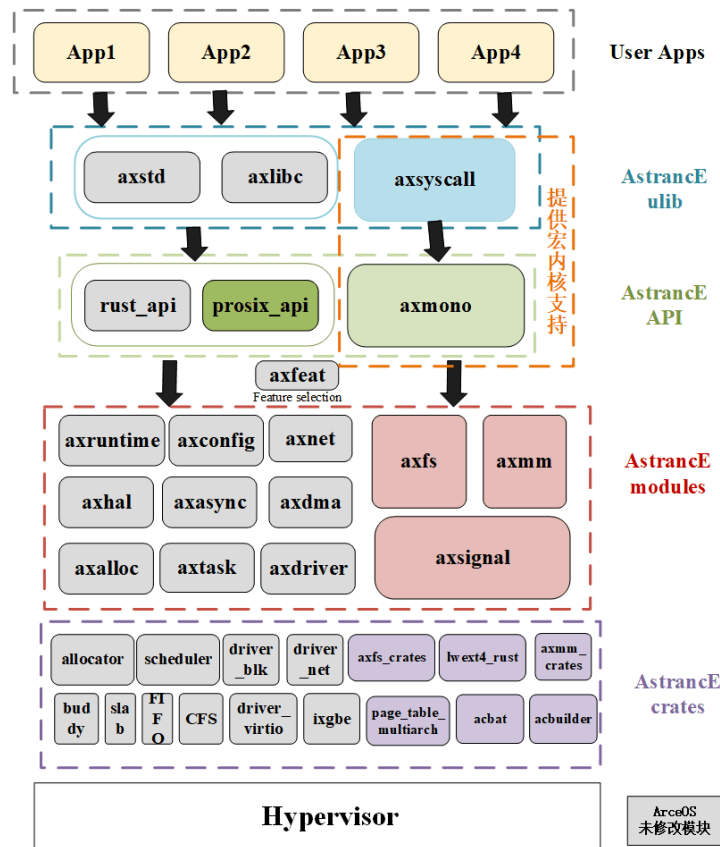 App1
App2
App3
App4
User Apps
axstd
axlibc
axsyscall
AstrancE
ulib
提供宏内核支持
rust_api
prosix_api
axmono
AstrancE
API
axfeat
Feature selection
axruntime
axconfig
axnet
axfs
axmm
AstrancE
modules
axhal
axasync
axdma
axsignal
axalloc
axtask
axdriver
allocator
scheduler
driver
_blk
driver
_net
axfs_crates
lwext4_rust
axmm_
crates
AstrancE
crates
bud
dy
sla
b
FI
F
O
CFS
driver_
virtio
ixgbe
page_table_
multiarch
acbat
acbuilder
Hypervisor
ArceOS
未修改模块